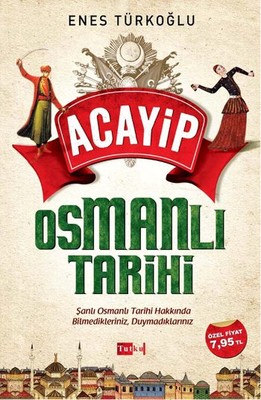 ENES TÜRKOĞLU
ACAYİP
OSMANLI
TARİHİ
Şanlı Osmanlı Tarihi Hakkında
Bilmedikleriniz, Duymadıklarınız
ÖZEL FİYAT
7,95 TL
Tutku